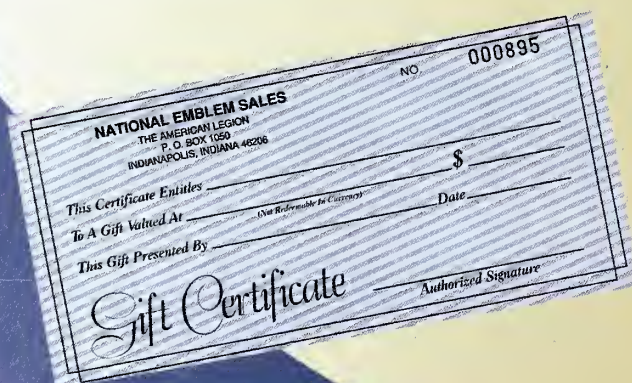 NO. 000895
NATIONAL EMBLEM SALES
THE AMERICAN LEGION
P. O. BOX 1050
INDIANAPOLIS, INDIANA 46206
This Certificate Entitles
To A Gift Valued At $
(Not Redeemable In Currency)
This Gift Presented By Date
Gift Certificate Authorized Signature